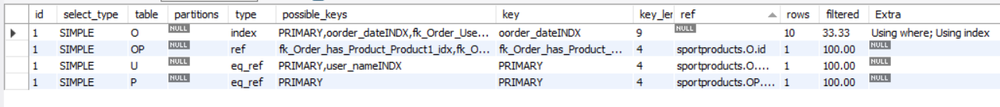 id select_type table partitions type possible_keys key key_ler ref rows filtered Extra
1 SIMPLE O NULL index PRIMARY,oorder_dateINDX,fk_Order_Use... oorder_dateINDX 9 NULL 10 33.33 Using where; Using index
1 SIMPLE OP NULL ref fk_Order_has_Product_Product1_idx,fk_O... fk_Order_has_Product_... 4 sportproducts.O.id 1 100.00 NULL
1 SIMPLE U NULL eq_ref PRIMARY,user_nameINDX PRIMARY 4 sportproducts.O.... 1 100.00 NULL
1 SIMPLE P NULL eq_ref PRIMARY PRIMARY 4 sportproducts.OP.... 1 100.00 NULL